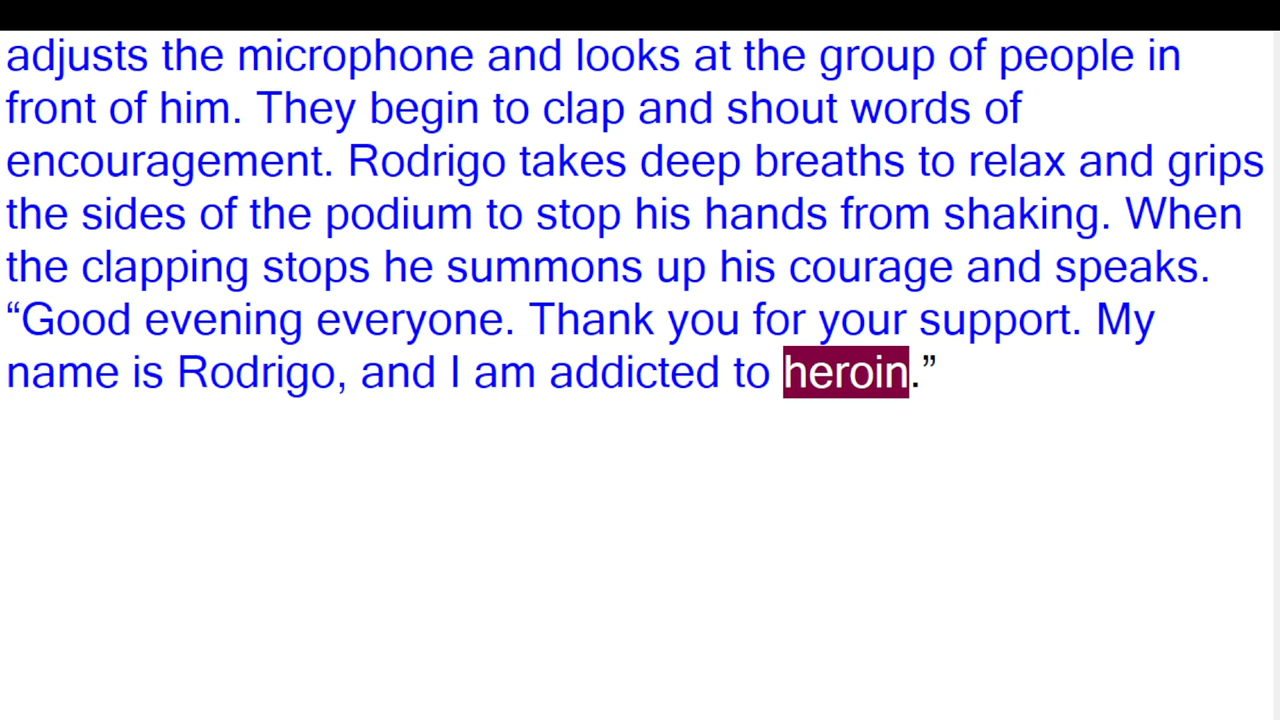 adjusts the microphone and looks at the group of people in
front of him. They begin to clap and shout words of
encouragement. Rodrigo takes deep breaths to relax and grips
the sides of the podium to stop his hands from shaking. When
the clapping stops he summons up his courage and speaks.
“Good evening everyone. Thank you for your support. My
name is Rodrigo, and I am addicted to heroin.”